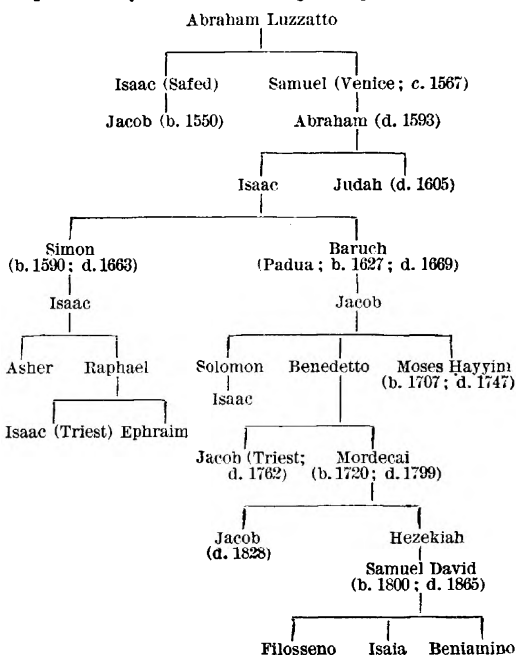 Abraham Luzzatto
Isaac (Safed) Samuel (Venice; c. 1567)
Jacob (b. 1550) Abraham (d. 1593)
Isaac Judah (d. 1605)
Simon Baruch
(b. 1590; d. 1663) (Padua; b. 1627; d. 1669)
Isaac Jacob
Asher Raphael Solomon Benedetto Moses Hayyim
(b. 1707; d. 1747)
Isaac
Isaac (Triest) Ephraim
Jacob (Triest; Mordecai
d. 1762) (b. 1720; d. 1799)
Jacob Hezekiah
(d. 1828)
Samuel David
(b. 1800; d. 1865)
Filosseno Isaia Beniamino